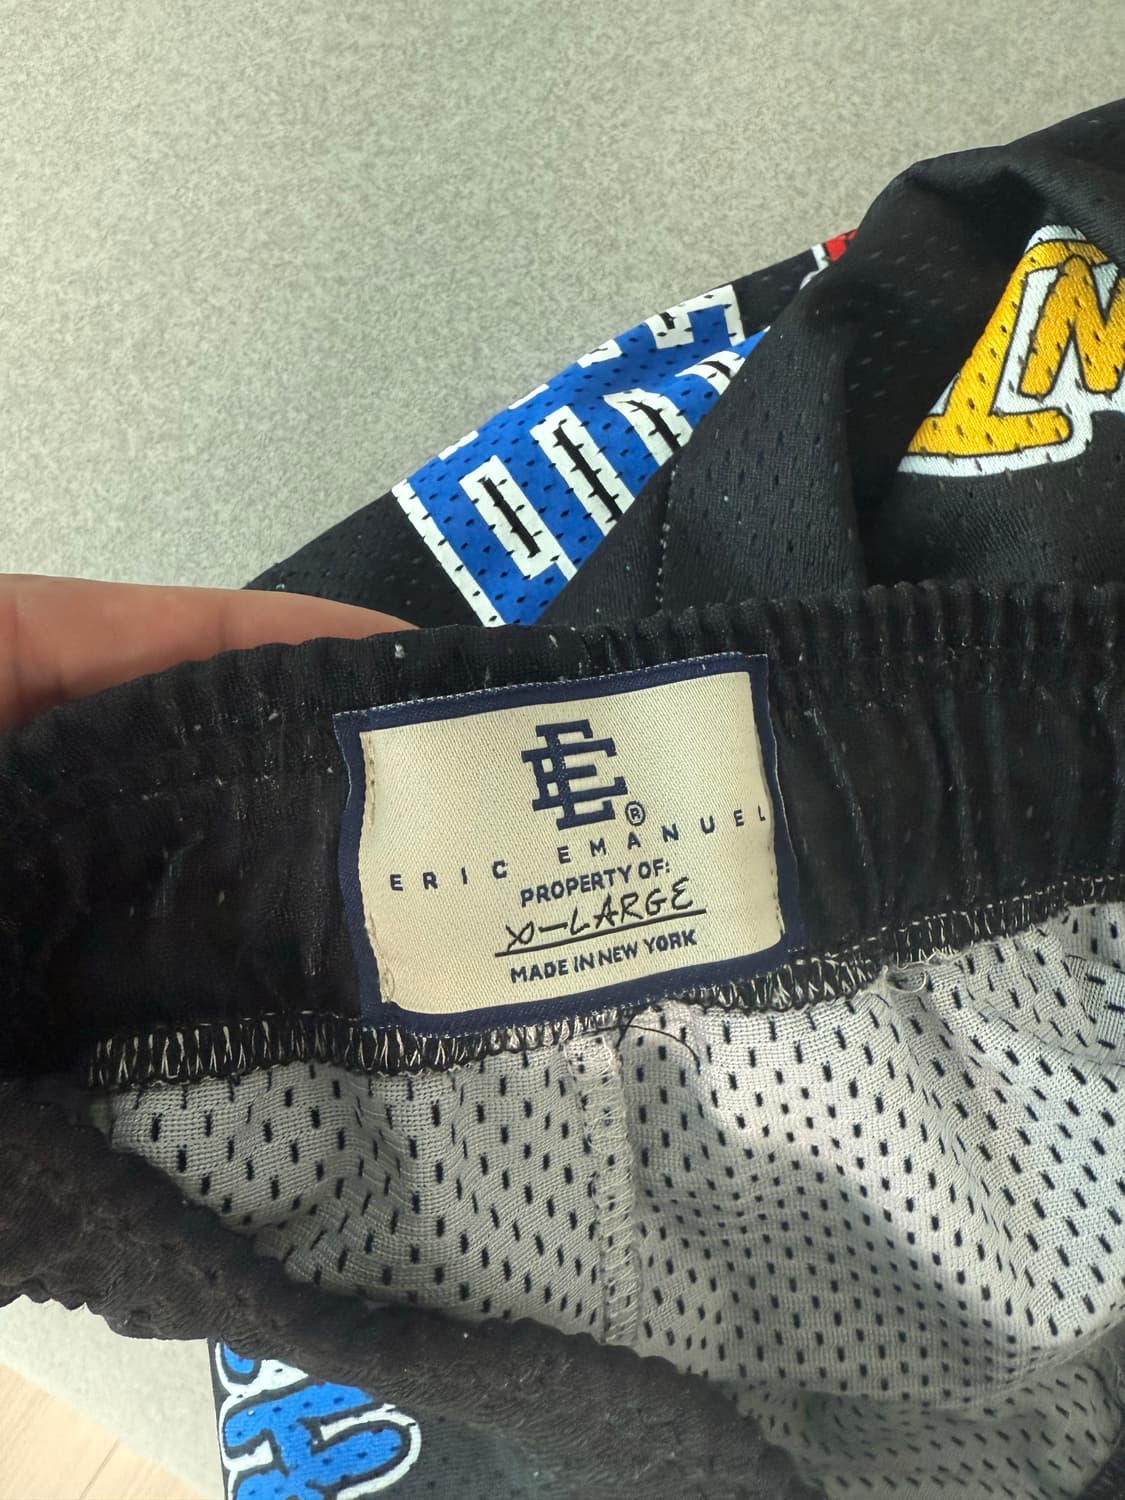 EE®
ERIC EMANUEL
PROPERTY OF:
X-LARGE
MADE IN NEW YORK